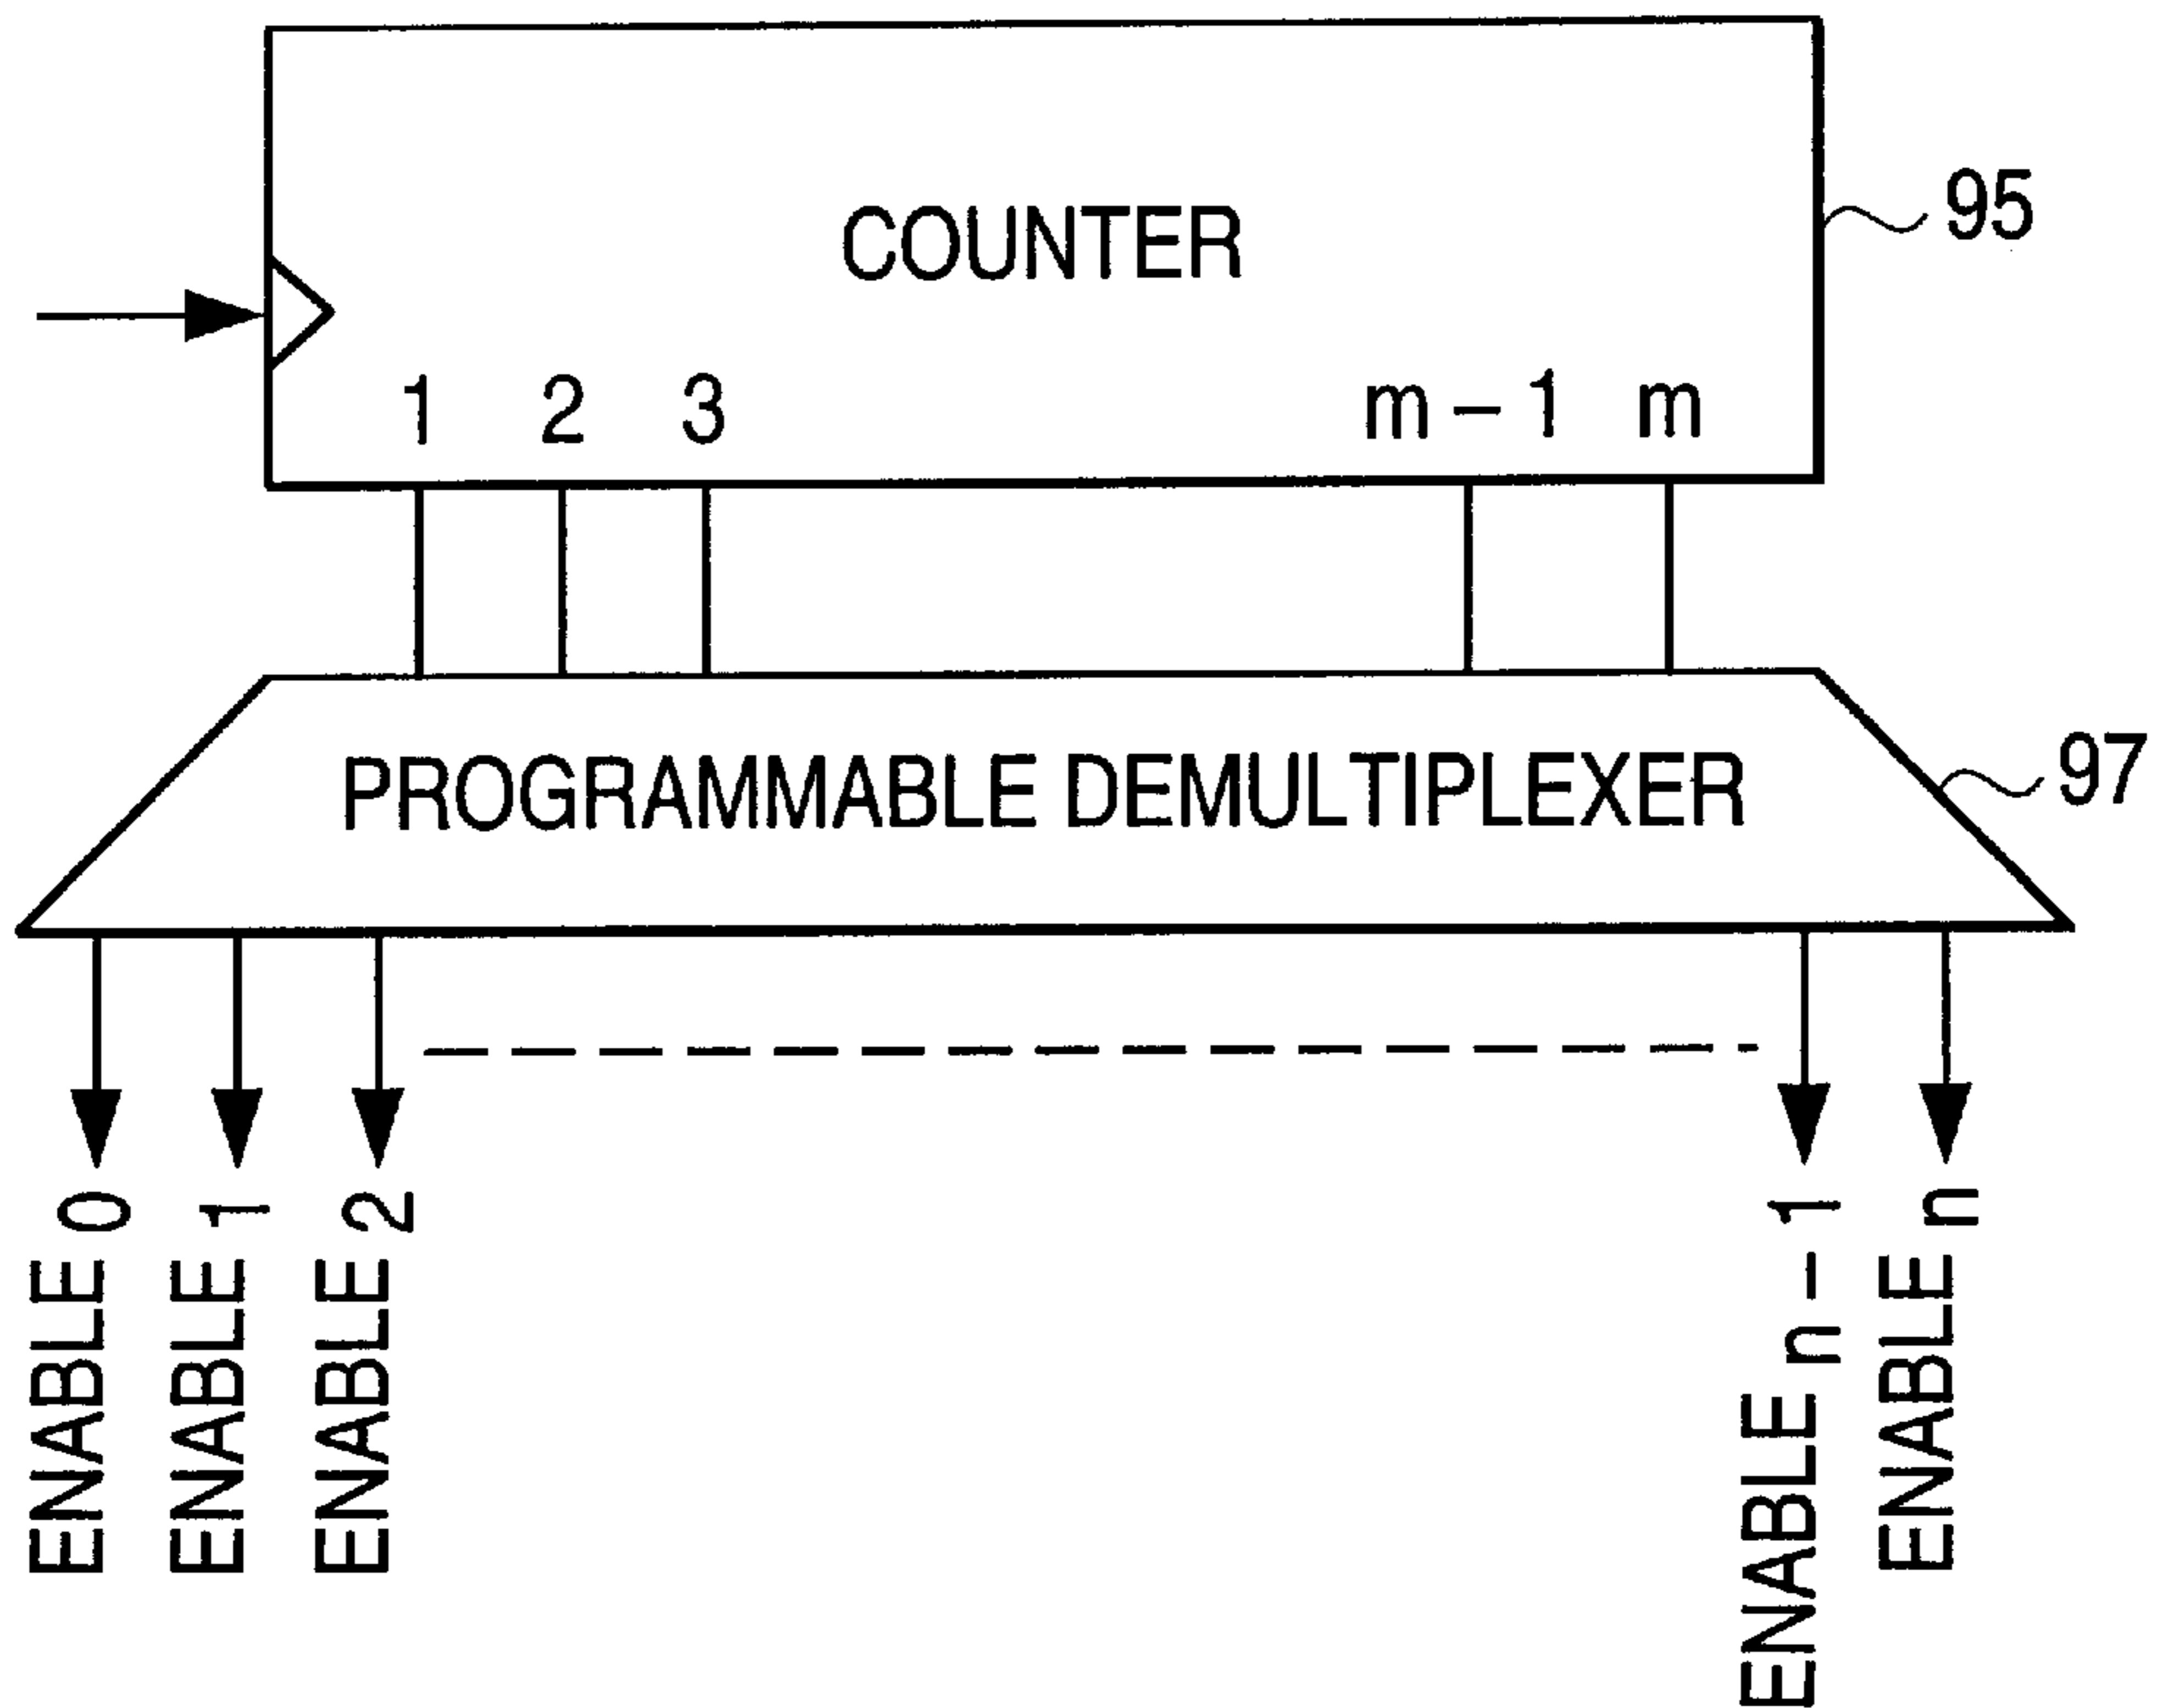 COUNTER
95
1 2 3 m-1 m
PROGRAMMABLE DEMULTIPLEXER
97
ENABLE 0
ENABLE 1
ENABLE 2
ENABLE n-1
ENABLE n